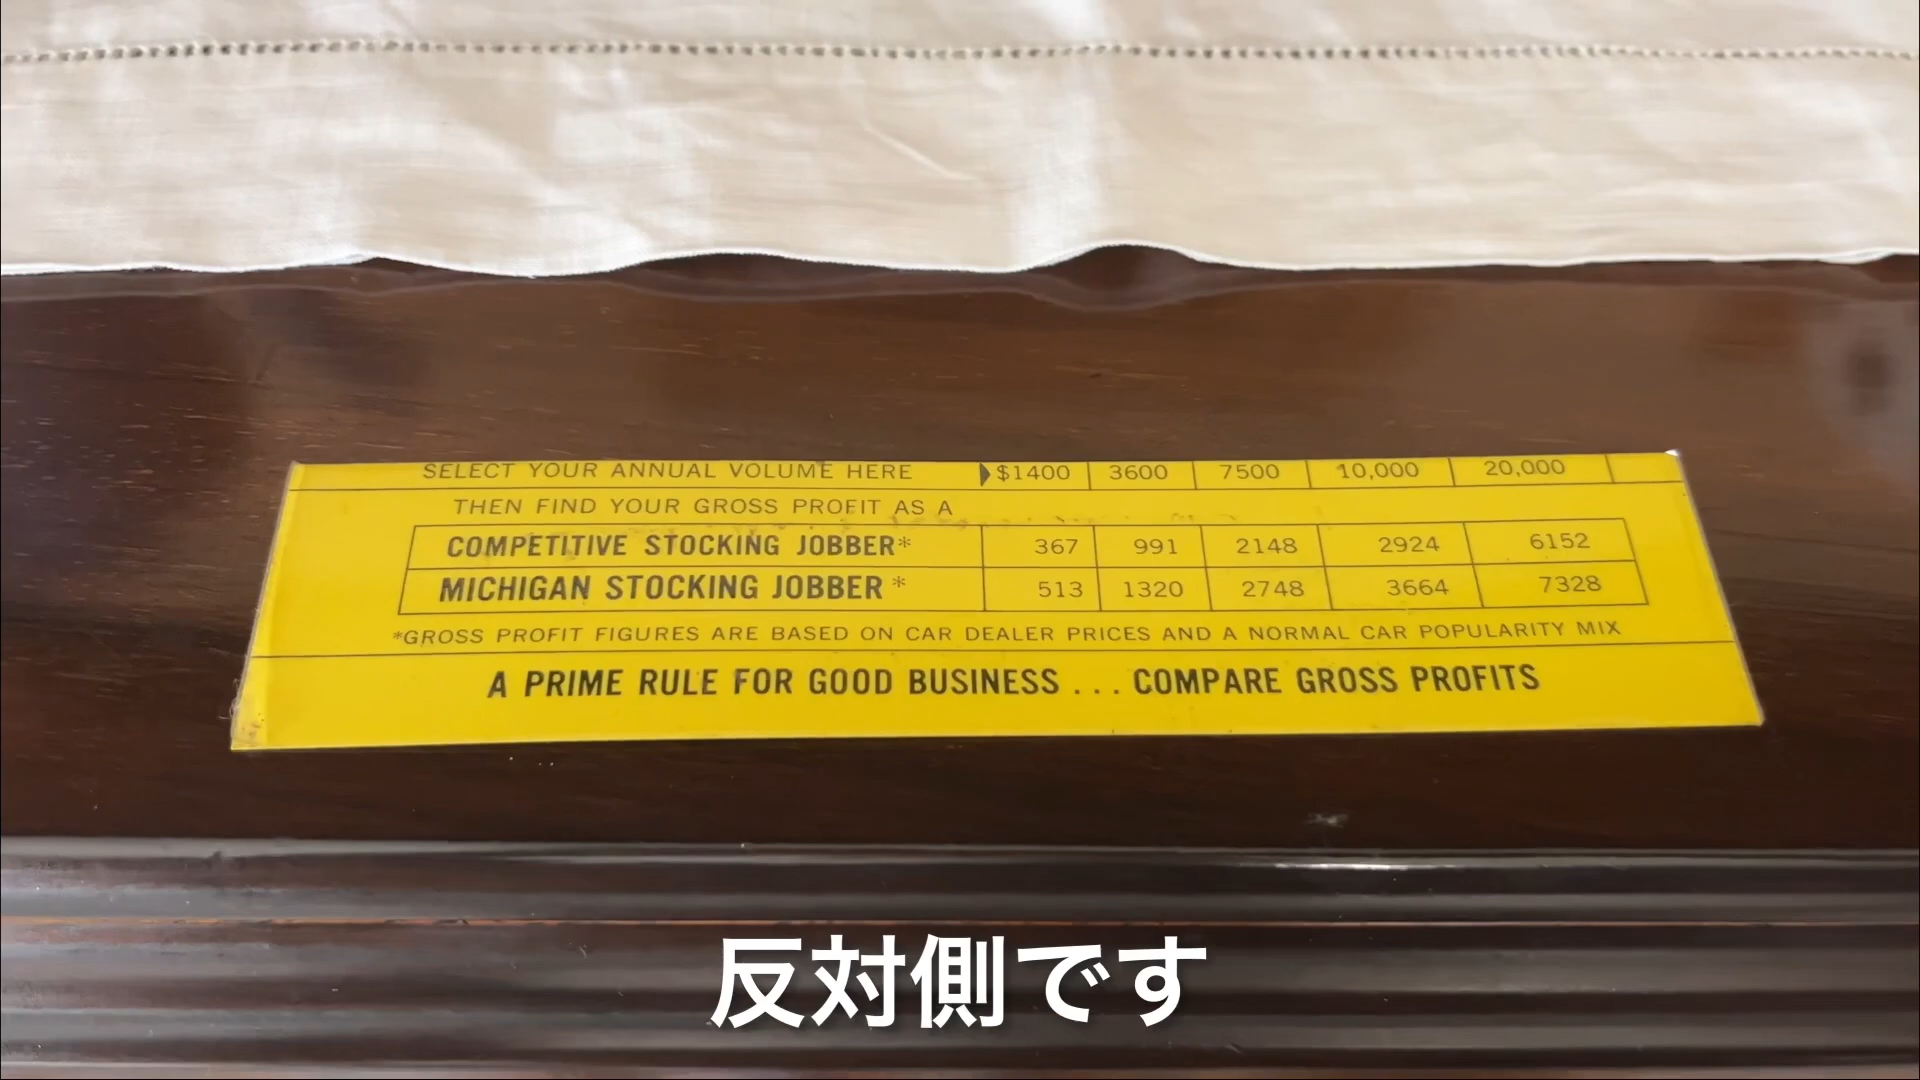 SELECT YOUR ANNUAL VOLUME HERE $1400 3600 7500 10,000 20,000
THEN FIND YOUR GROSS PROFIT AS A
COMPETITIVE STOCKING JOBBER* 367 991 2148 2924 6152
MICHIGAN STOCKING JOBBER* 513 1320 2748 3664 7328
*GROSS PROFIT FIGURES ARE BASED ON CAR DEALER PRICES AND A NORMAL CAR POPULARITY MIX
A PRIME RULE FOR GOOD BUSINESS... COMPARE GROSS PROFITS
反対側です